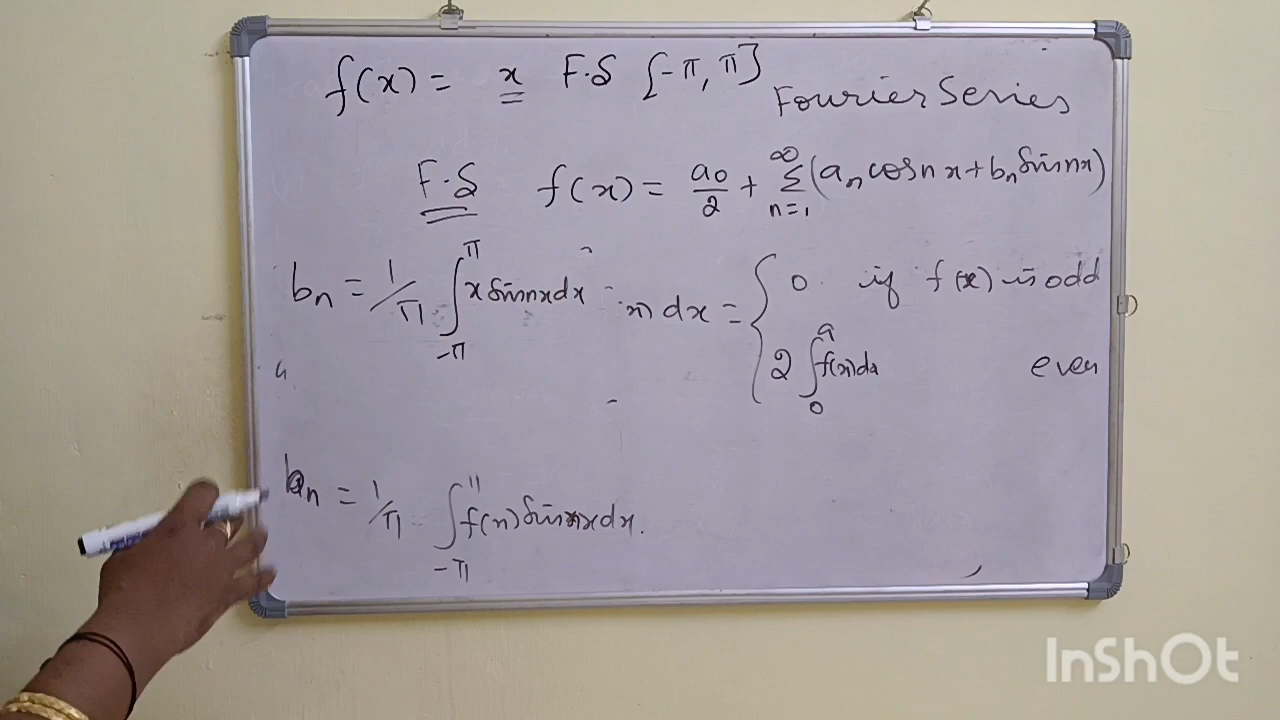 f(x) = x F.S [-π, π]
Fourier Series
F.S f(x) = a₀/2 + ∞ Σ n=1 (aₙ cos nx + bₙ sin nx)
bₙ = 1/π ∫_{-π}^{π} x sin nx dx
x) dx = { 0 if f(x) is odd
2 ∫_0^a f(x) dx even
bₙ = 1/π ∫_{-π}^{π} f(x) sin nx dx.
InShOt